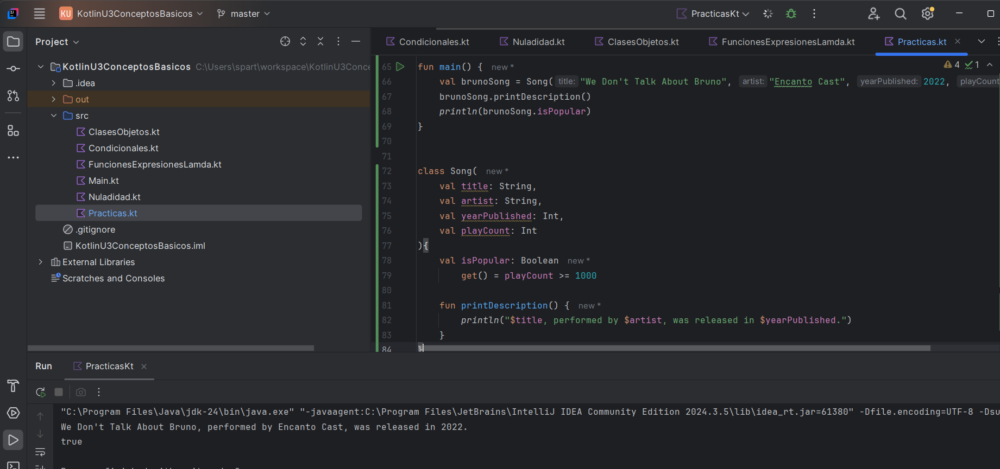 KU KotlinU3ConceptosBasicos master PracticasKt
Project
Condicionales.kt Nuladidad.kt ClasesObjetos.kt FuncionesExpresionesLamda.kt Practicas.kt
KotlinU3ConceptosBasicos C:\Users\spart\workspace\KotlinU3Conce
.idea
out
src
ClasesObjetos.kt
Condicionales.kt
FuncionesExpresionesLamda.kt
Main.kt
Nuladidad.kt
Practicas.kt
.gitignore
KotlinU3ConceptosBasicos.iml
External Libraries
Scratches and Consoles
4 1
65 fun main() { new *
66 val brunoSong = Song( title: "We Don't Talk About Bruno", artist: "Encanto Cast", yearPublished: 2022, playCount
67 brunoSong.printDescription()
68 println(brunoSong.isPopular)
69 }
70
71
72 class Song( new *
73 val title: String,
74 val artist: String,
75 val yearPublished: Int,
76 val playCount: Int
77 ){
78 val isPopular: Boolean new *
79 get() = playCount >= 1000
80
81 fun printDescription() { new *
82 println("$title, performed by $artist, was released in $yearPublished.")
83 }
84 }
Run PracticasKt
"C:\Program Files\Java\jdk-24\bin\java.exe" "-javaagent:C:\Program Files\JetBrains\IntelliJ IDEA Community Edition 2024.3.5\lib\idea_rt.jar=61380" -Dfile.encoding=UTF-8 -Dsu
We Don't Talk About Bruno, performed by Encanto Cast, was released in 2022.
true